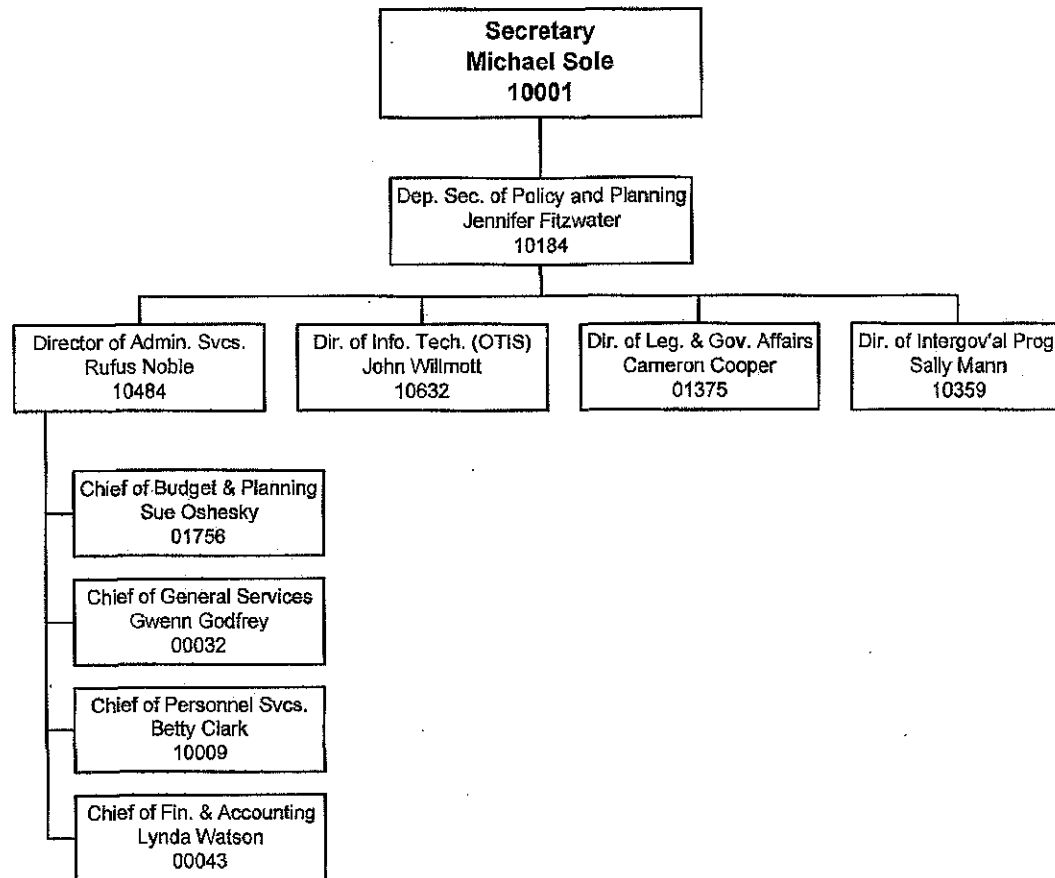 Secretary
Michael Sole
10001
Dep. Sec. of Policy and Planning
Jennifer Fitzwater
10184
Director of Admin. Svcs.
Rufus Noble
10484
Dir. of Info. Tech. (OTIS)
John Willmott
10632
Dir. of Leg. & Gov. Affairs
Cameron Cooper
01375
Dir. of Intergov'al Prog
Sally Mann
10359
Chief of Budget & Planning
Sue Oshesky
01756
Chief of General Services
Gwenn Godfrey
00032
Chief of Personnel Svcs.
Betty Clark
10009
Chief of Fin. & Accounting
Lynda Watson
00043